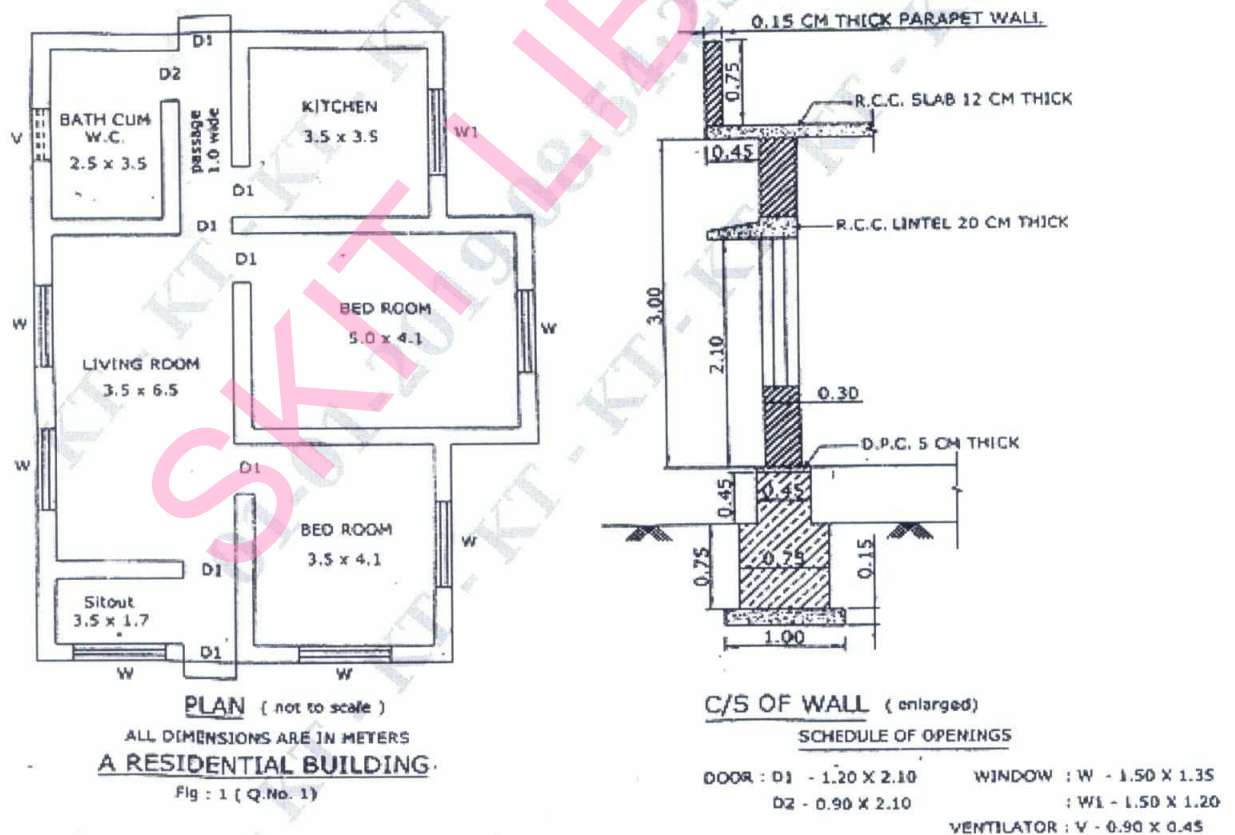 D1
D2
BATH CUM
W.C.
2.5 x 3.5
V
passage
1.0 wide
KITCHEN
3.5 x 3.5
W1
D1
D1
D1
BED ROOM
5.0 x 4.1
W
W
LIVING ROOM
3.5 x 6.5
W
D1
BED ROOM
3.5 x 4.1
W
D1
Sitout
3.5 x 1.7
D1
W
W
PLAN ( not to scale )
ALL DIMENSIONS ARE IN METERS
A RESIDENTIAL BUILDING.
Fig : 1 ( Q.No. 1)
0.15 CM THICK PARAPET WALL
0.75
R.C.C. SLAB 12 CM THICK
0.45
R.C.C. LINTEL 20 CM THICK
3.00
2.10
0.30
D.P.C. 5 CM THICK
0.45
0.45
0.75
0.75
0.15
1.00
C/S OF WALL ( enlarged)
SCHEDULE OF OPENINGS
DOOR : D1 - 1.20 X 2.10 WINDOW : W - 1.50 X 1.35
D2 - 0.90 X 2.10 : W1 - 1.50 X 1.20
VENTILATOR : V - 0.90 X 0.45
SKIT LIB
KT - KT - KT - KT